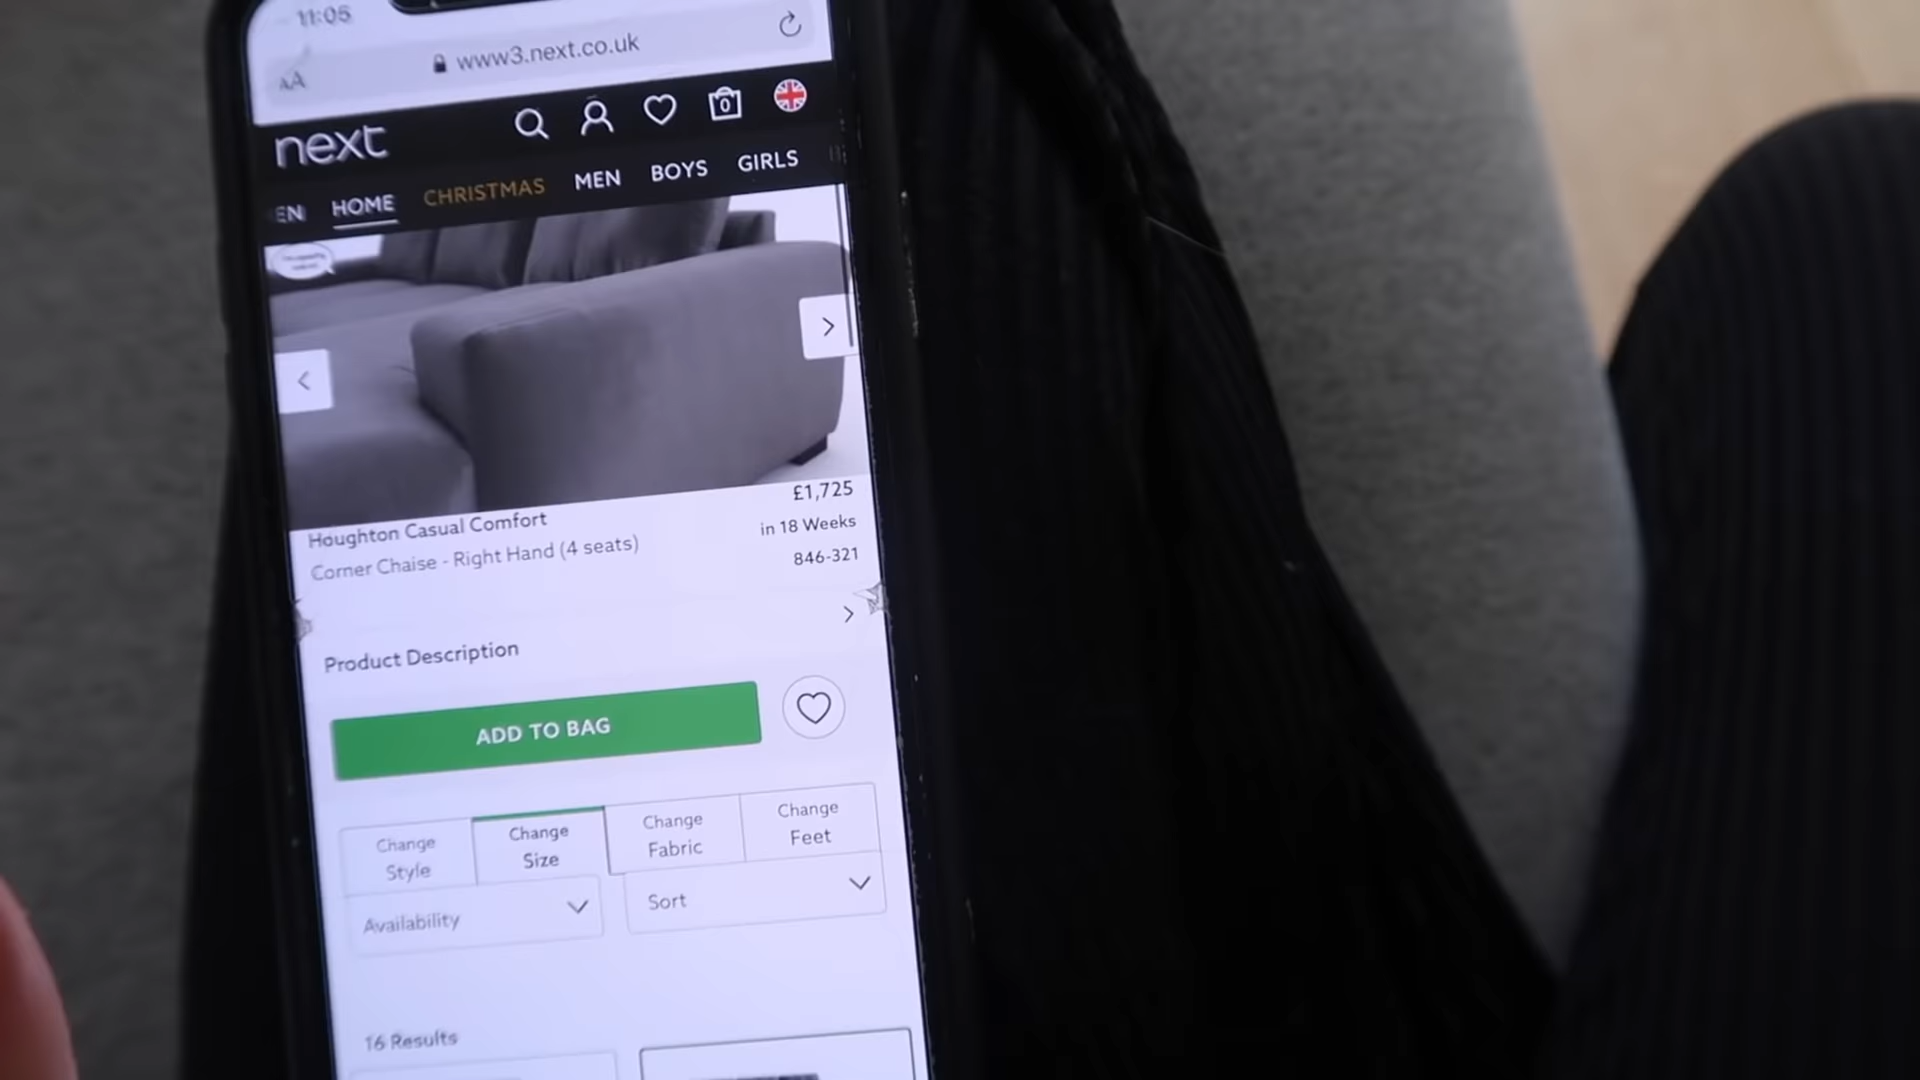 11:05
AA
www3.next.co.uk
next
0
EN HOME CHRISTMAS MEN BOYS GIRLS
£1,725
Houghton Casual Comfort
in 18 Weeks
Corner Chaise - Right Hand (4 seats)
846-321
Product Description
ADD TO BAG
Change Style
Change Size
Change Fabric
Change Feet
Availability
Sort
16 Results